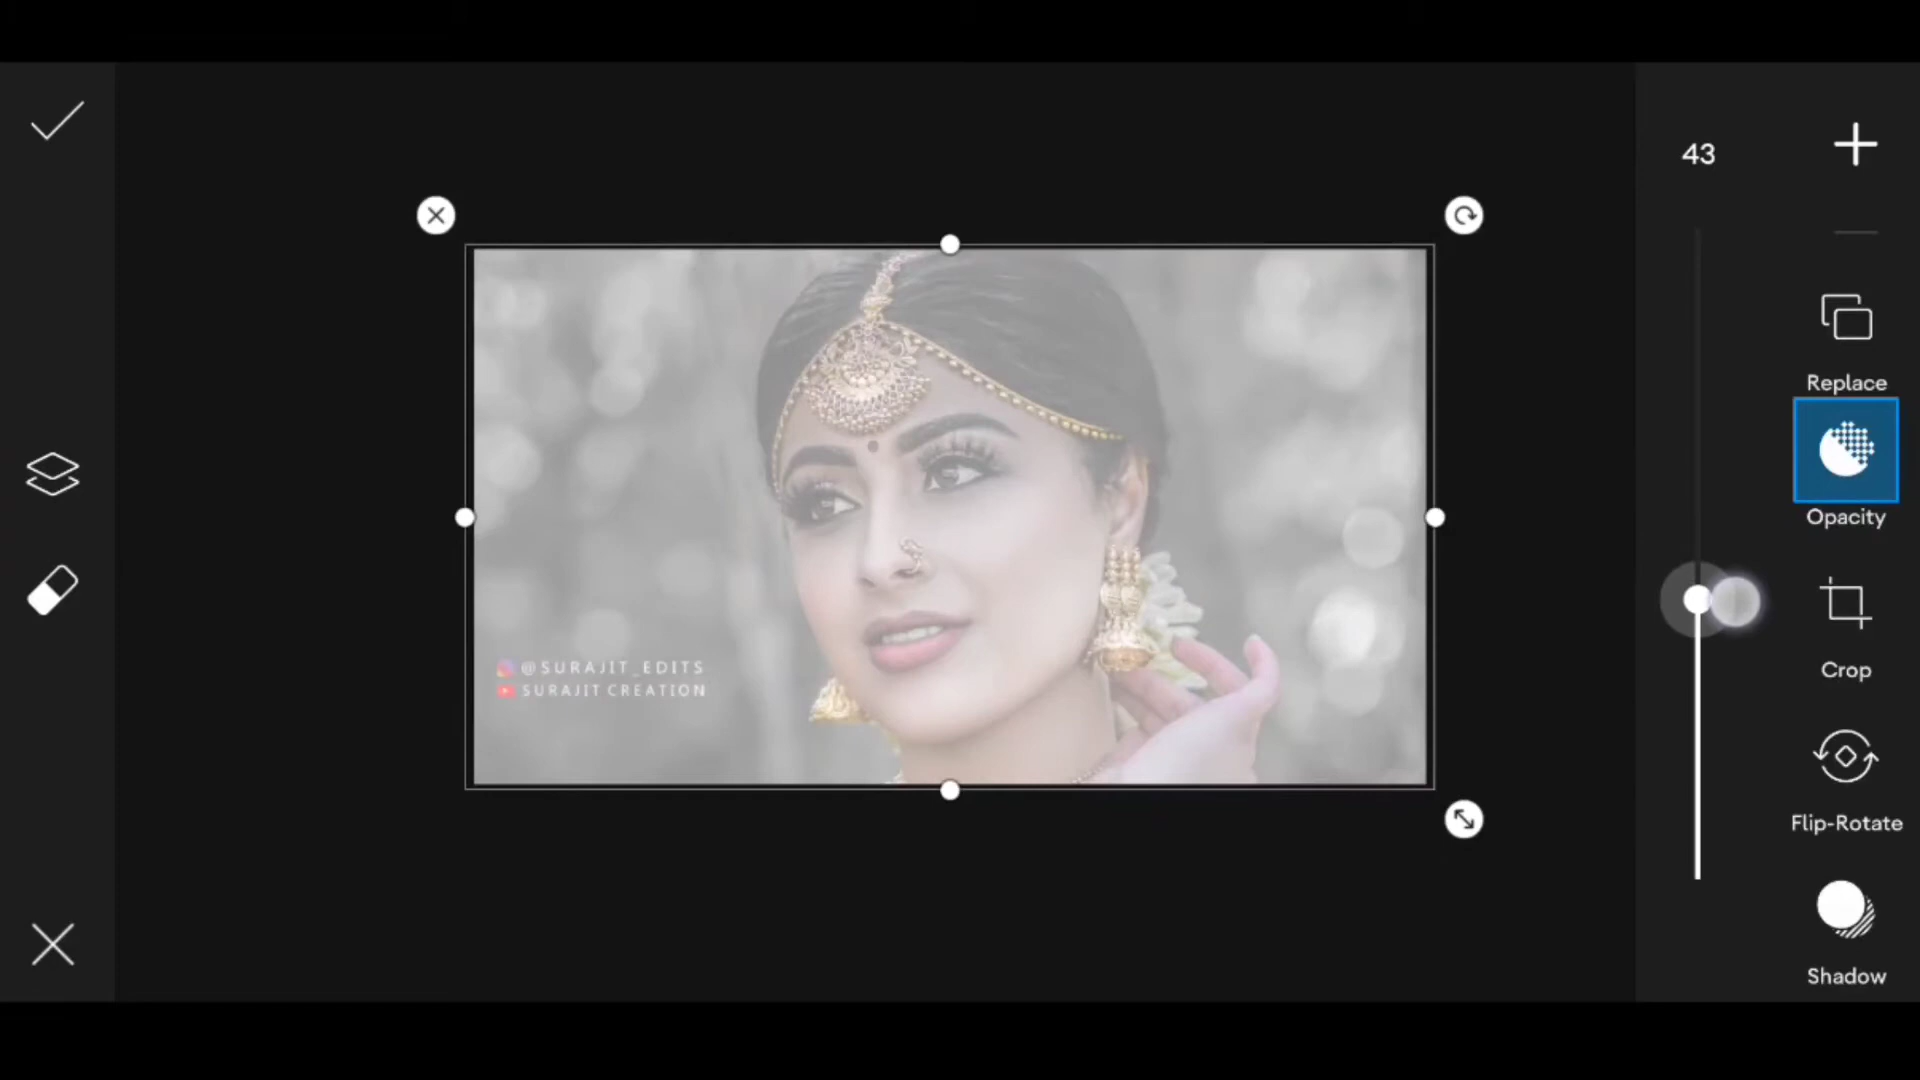 43
Replace
Opacity
Crop
Flip-Rotate
Shadow
@SURAJIT_EDITS
SURAJIT CREATION